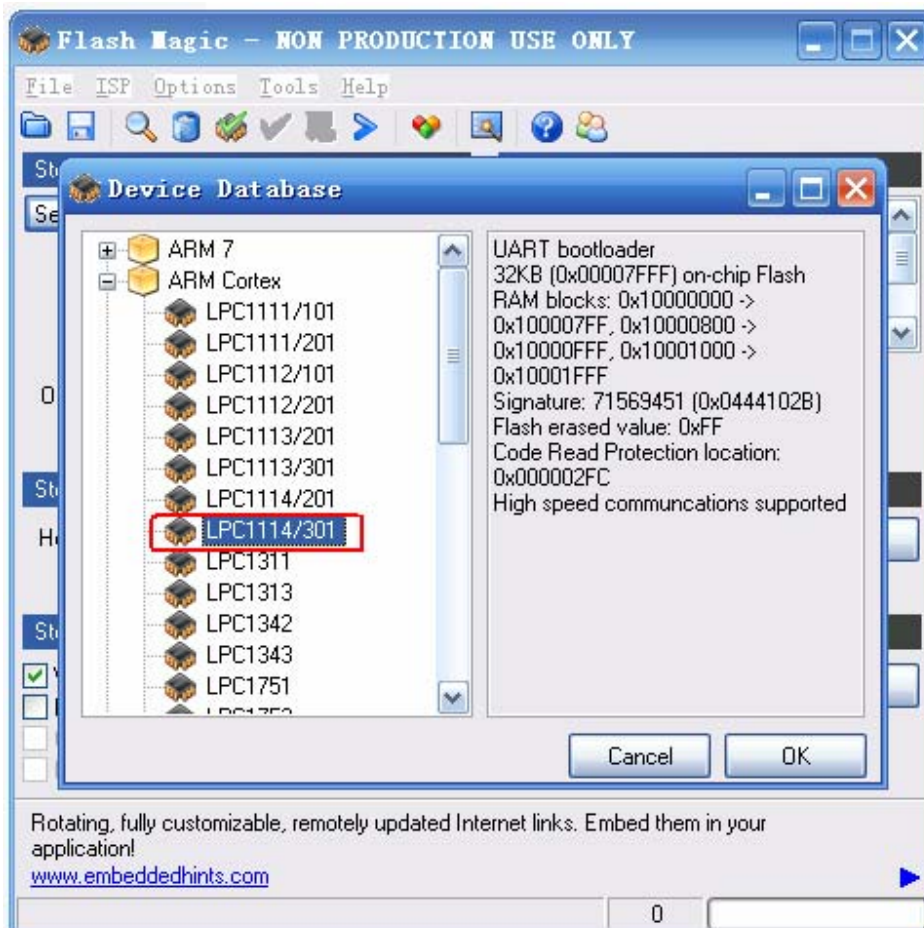 Flash Magic - NON PRODUCTION USE ONLY
File ISP Options Tools Help
Device Database
ARM 7
ARM Cortex
LPC1111/101
LPC1111/201
LPC1112/101
LPC1112/201
LPC1113/201
LPC1113/301
LPC1114/201
LPC1114/301
LPC1311
LPC1313
LPC1342
LPC1343
LPC1751
UART bootloader
32KB (0x00007FFF) on-chip Flash
RAM blocks: 0x10000000 ->
0x100007FF, 0x10000800 ->
0x10000FFF, 0x10001000 ->
0x10001FFF
Signature: 71569451 (0x0444102B)
Flash erased value: 0xFF
Code Read Protection location:
0x000002FC
High speed communcations supported
Cancel OK
Rotating, fully customizable, remotely updated Internet links. Embed them in your
application!
www.embeddedhints.com
0